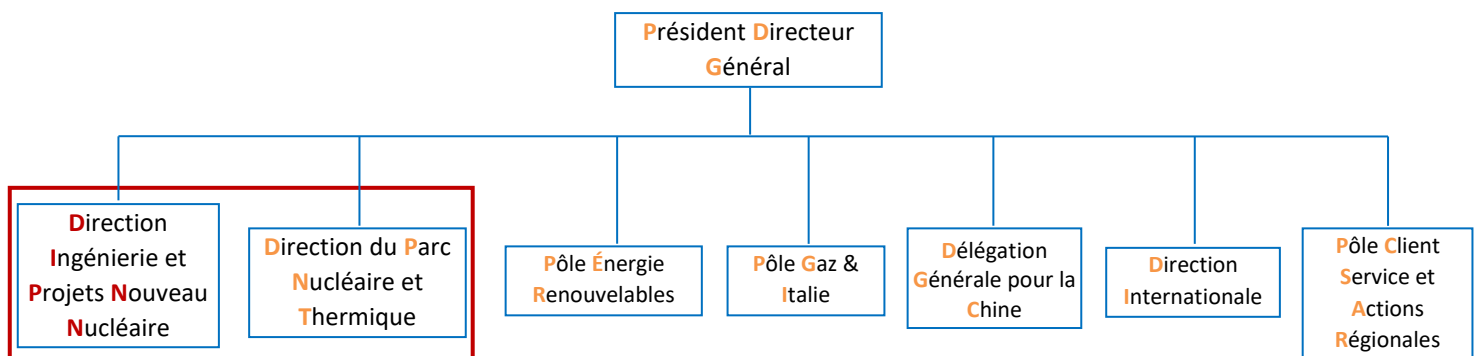 Président Directeur
Général
Direction
Ingénierie et
Projets Nouveau
Nucléaire
Direction du Parc
Nucléaire et
Thermique
Pôle Énergie
Renouvelables
Pôle Gaz &
Italie
Délégation
Générale pour la
Chine
Direction
Internationale
Pôle Client
Service et
Actions
Régionales